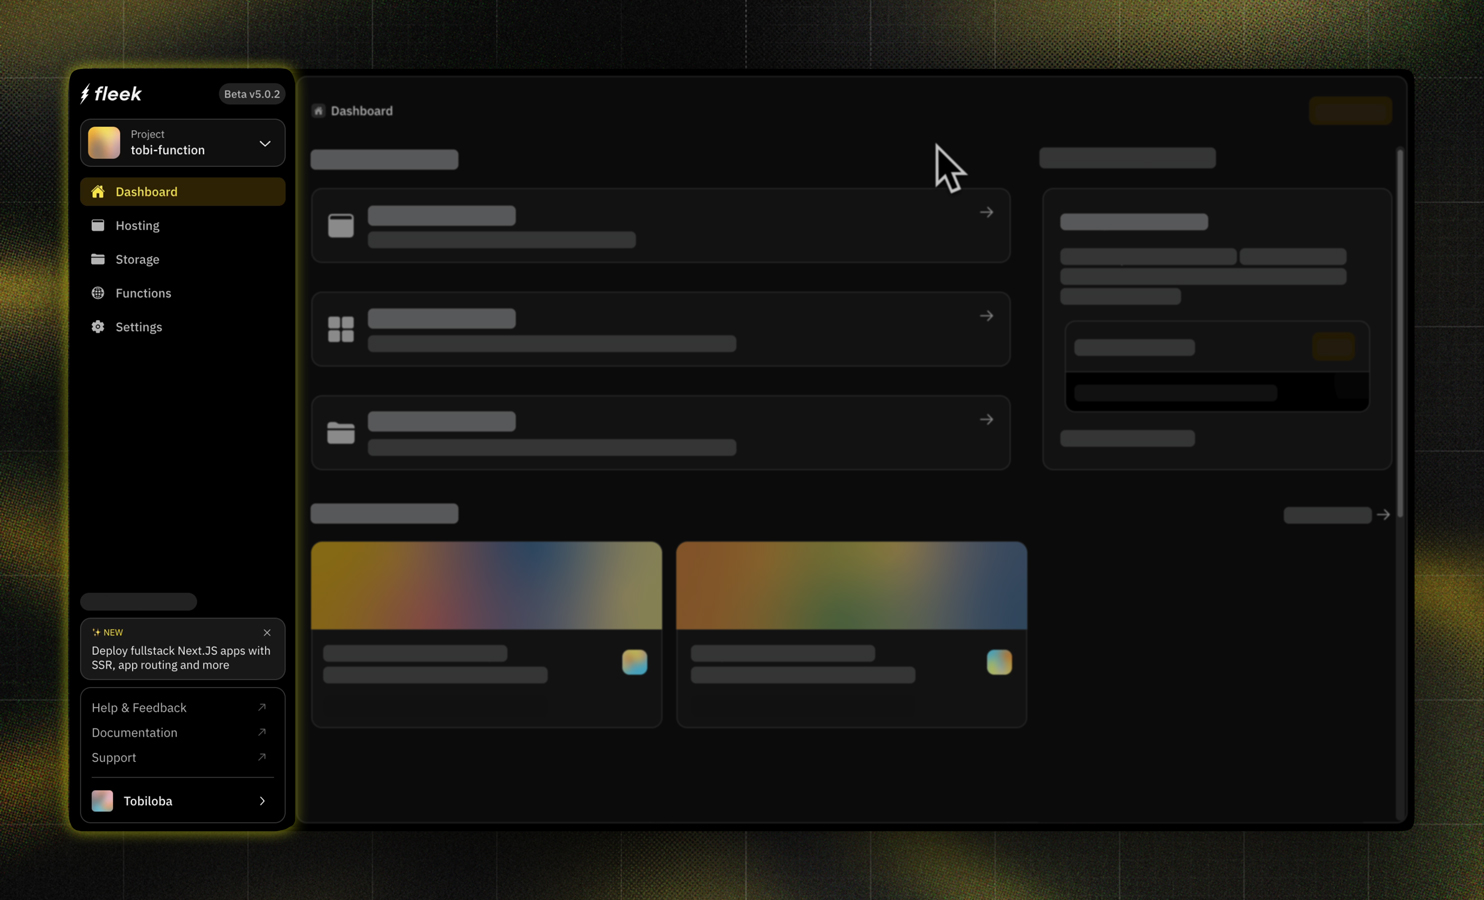 fleek
Beta v5.0.2
Project
tobi-function
Dashboard
Hosting
Storage
Functions
Settings
NEW
Deploy fullstack Next.JS apps with
SSR, app routing and more
Help & Feedback
Documentation
Support
Tobiloba
Dashboard